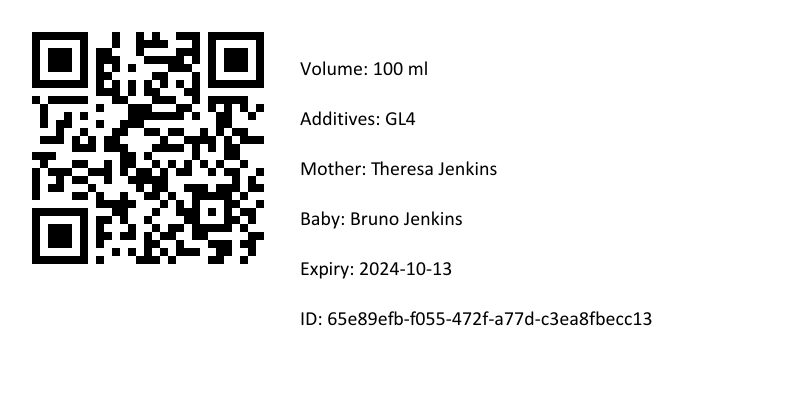 Volume: 100 ml
Additives: GL4
Mother: Theresa Jenkins
Baby: Bruno Jenkins
Expiry: 2024-10-13
ID: 65e89efb-f055-472f-a77d-c3ea8fbecc13